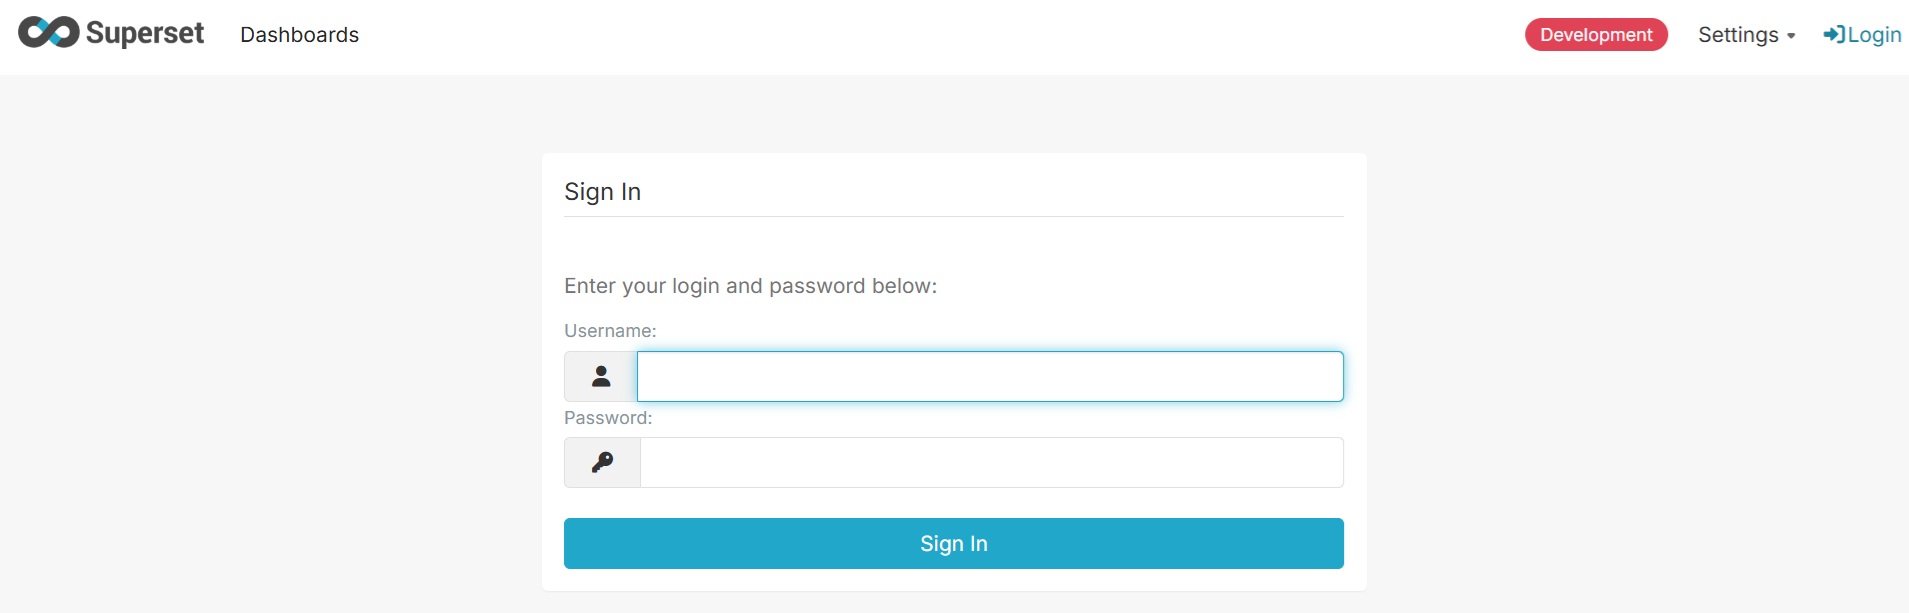 Superset Dashboards Development Settings Login
Sign In
Enter your login and password below:
Username:
Password:
Sign In